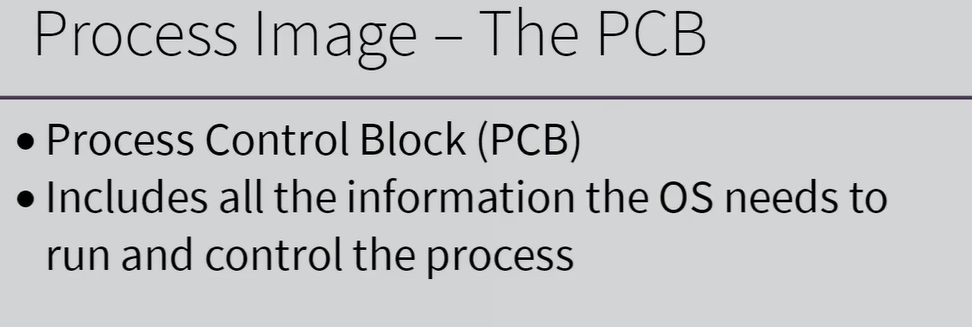 Process Image – The PCB
• Process Control Block (PCB)
• Includes all the information the OS needs to
run and control the process